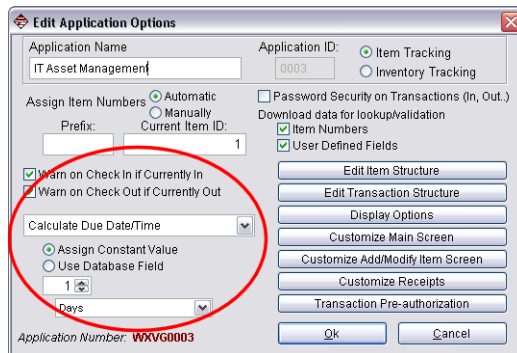 Edit Application Options
Application Name
Application ID:
Item Tracking
IT Asset Management
0003
Inventory Tracking
Assign Item Numbers
Automatic
Manually
Password Security on Transactions (In, Out..)
Download data for lookup/validation
Prefix:
Current Item ID:
Item Numbers
1
User Defined Fields
Warn on Check In if Currently In
Edit Item Structure
Warn on Check Out if Currently Out
Edit Transaction Structure
Display Options
Calculate Due Date/Time
Customize Main Screen
Assign Constant Value
Customize Add/Modify Item Screen
Use Database Field
Customize Receipts
1
Days
Transaction Pre-authorization
Application Number: WXVG0003
Ok
Cancel